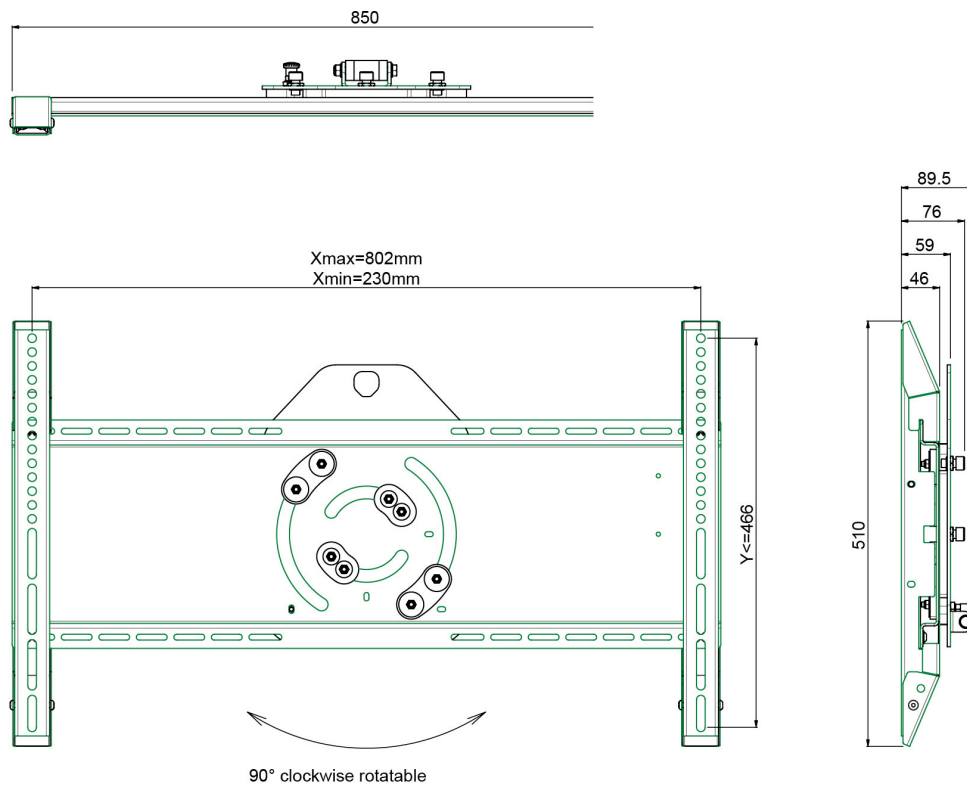 850
89.5
76
59
46
Xmax=802mm
Xmin=230mm
510
Y<=466
90° clockwise rotatable